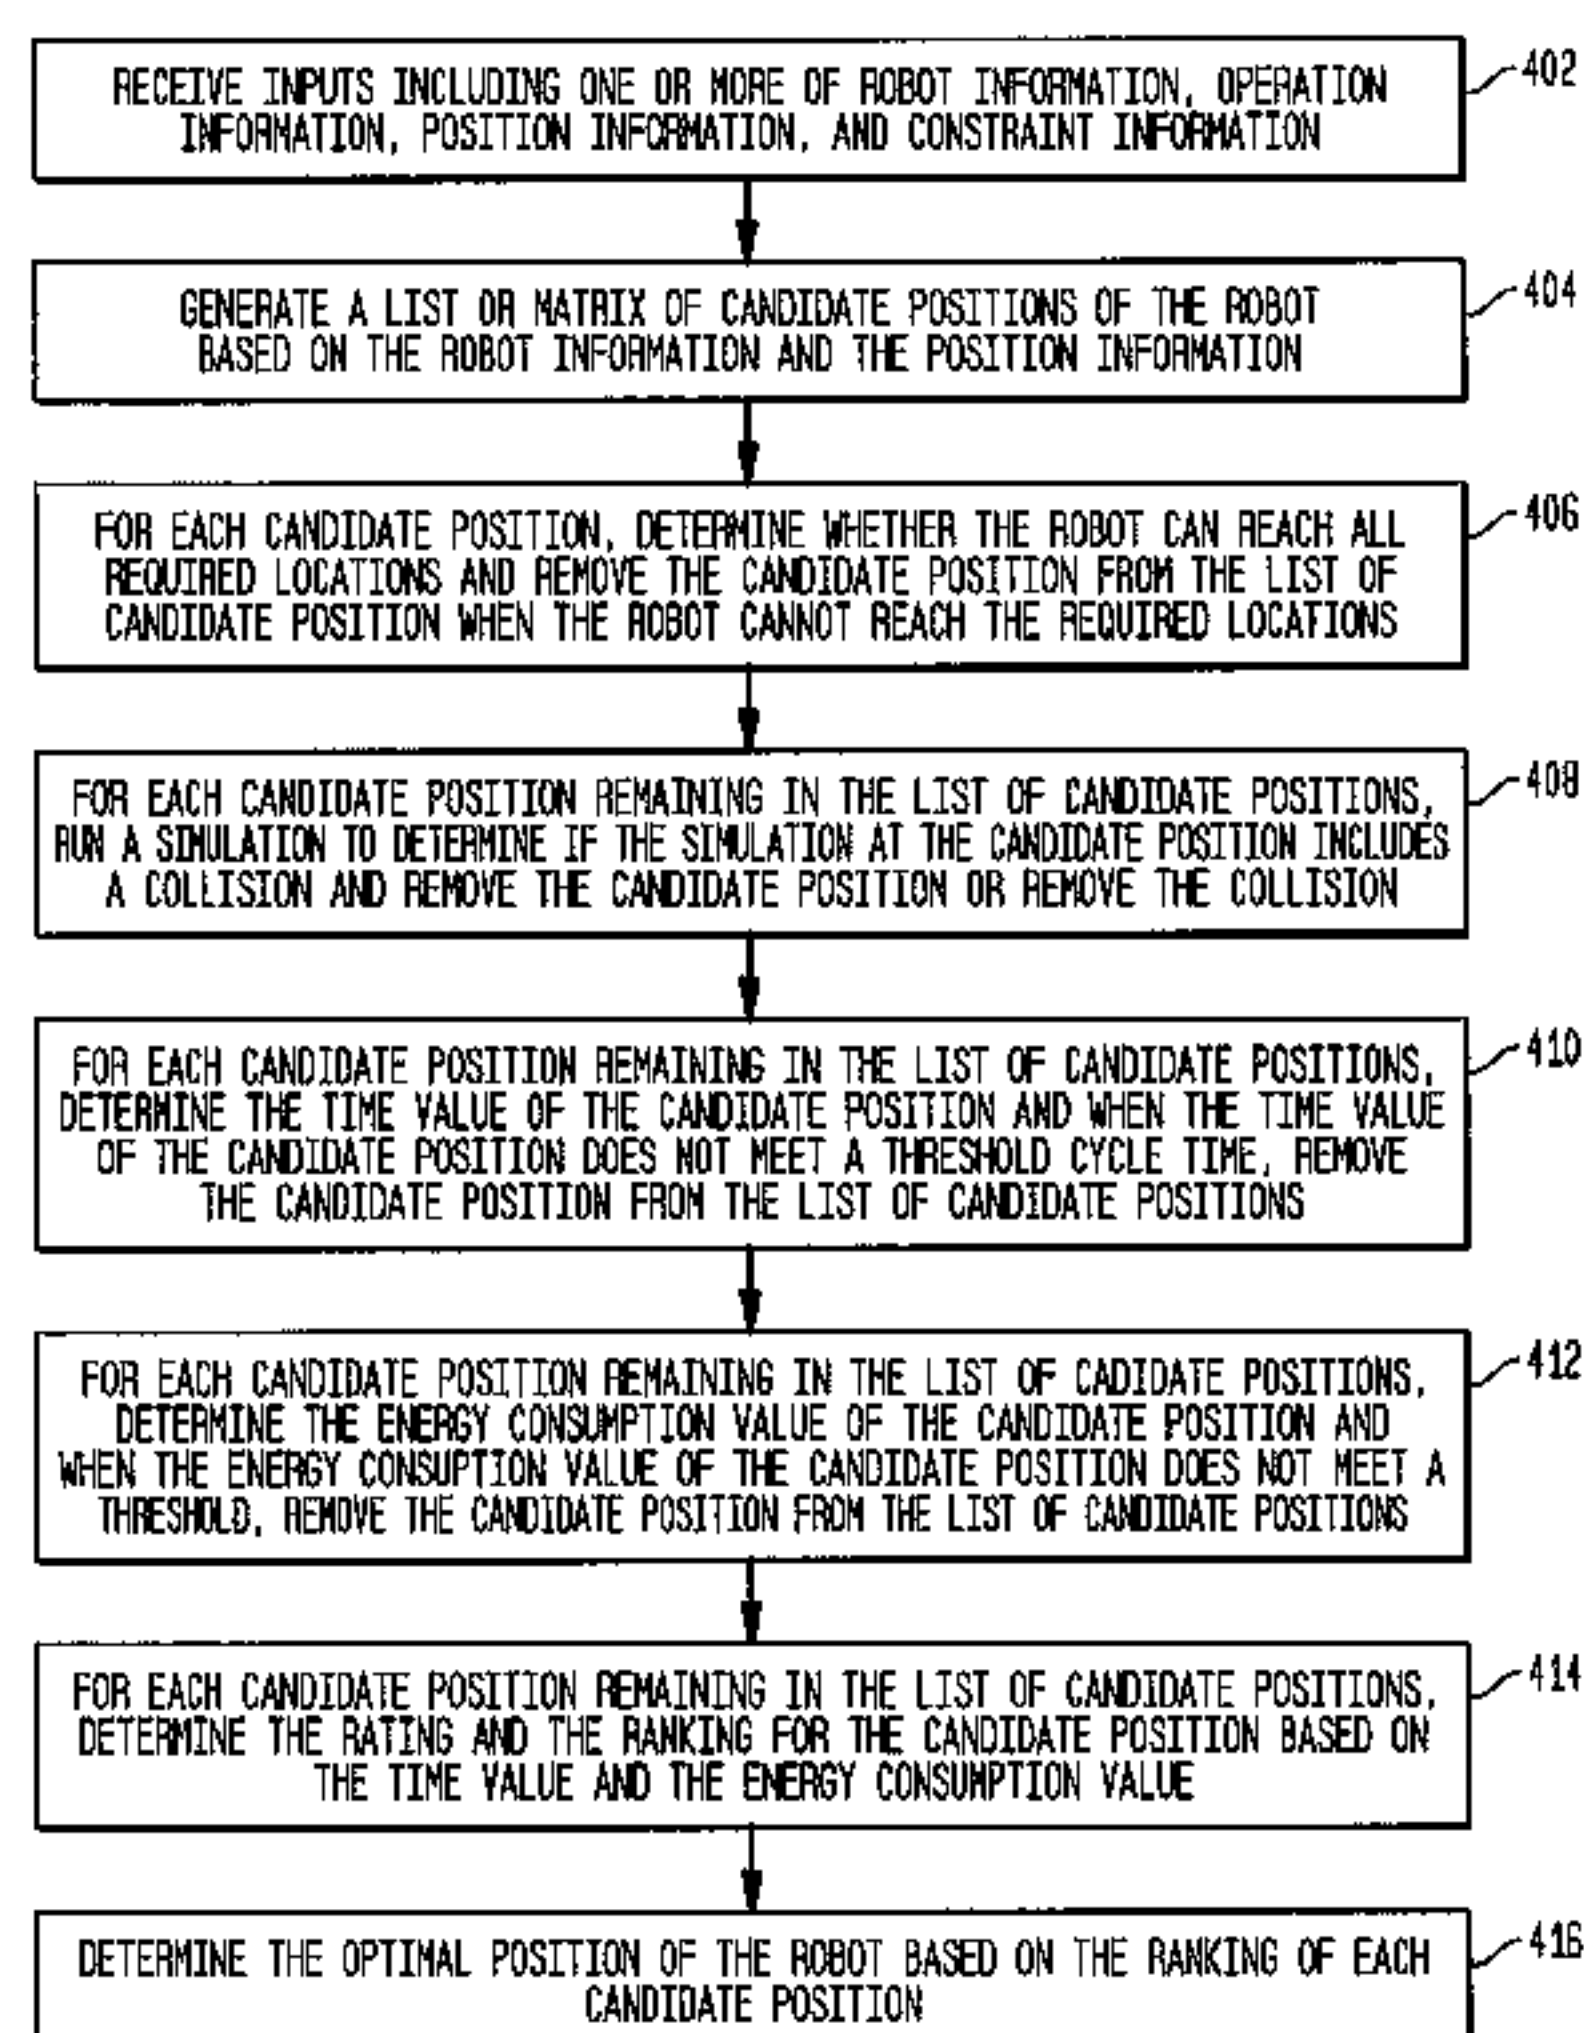 RECEIVE INPUTS INCLUDING ONE OR MORE OF ROBOT INFORMATION, OPERATION
INFORMATION, POSITION INFORMATION, AND CONSTRAINT INFORMATION
402
GENERATE A LIST OR MATRIX OF CANDIDATE POSITIONS OF THE ROBOT
BASED ON THE ROBOT INFORMATION AND THE POSITION INFORMATION
404
FOR EACH CANDIDATE POSITION, DETERMINE WHETHER THE ROBOT CAN REACH ALL
REQUIRED LOCATIONS AND REMOVE THE CANDIDATE POSITION FROM THE LIST OF
CANDIDATE POSITION WHEN THE ROBOT CANNOT REACH THE REQUIRED LOCATIONS
406
FOR EACH CANDIDATE POSITION REMAINING IN THE LIST OF CANDIDATE POSITIONS,
RUN A SIMULATION TO DETERMINE IF THE SIMULATION AT THE CANDIDATE POSITION INCLUDES
A COLLISION AND REMOVE THE CANDIDATE POSITION OR REMOVE THE COLLISION
408
FOR EACH CANDIDATE POSITION REMAINING IN THE LIST OF CANDIDATE POSITIONS,
DETERMINE THE TIME VALUE OF THE CANDIDATE POSITION AND WHEN THE TIME VALUE
OF THE CANDIDATE POSITION DOES NOT MEET A THRESHOLD CYCLE TIME, REMOVE
THE CANDIDATE POSITION FROM THE LIST OF CANDIDATE POSITIONS
410
FOR EACH CANDIDATE POSITION REMAINING IN THE LIST OF CADIDATE POSITIONS,
DETERMINE THE ENERGY CONSUMPTION VALUE OF THE CANDIDATE POSITION AND
WHEN THE ENERGY CONSUPTION VALUE OF THE CANDIDATE POSITION DOES NOT MEET A
THRESHOLD, REMOVE THE CANDIDATE POSITION FROM THE LIST OF CANDIDATE POSITIONS
412
FOR EACH CANDIDATE POSITION REMAINING IN THE LIST OF CANDIDATE POSITIONS,
DETERMINE THE RATING AND THE RANKING FOR THE CANDIDATE POSITION BASED ON
THE TIME VALUE AND THE ENERGY CONSUMPTION VALUE
414
DETERMINE THE OPTIMAL POSITION OF THE ROBOT BASED ON THE RANKING OF EACH
CANDIDATE POSITION
416